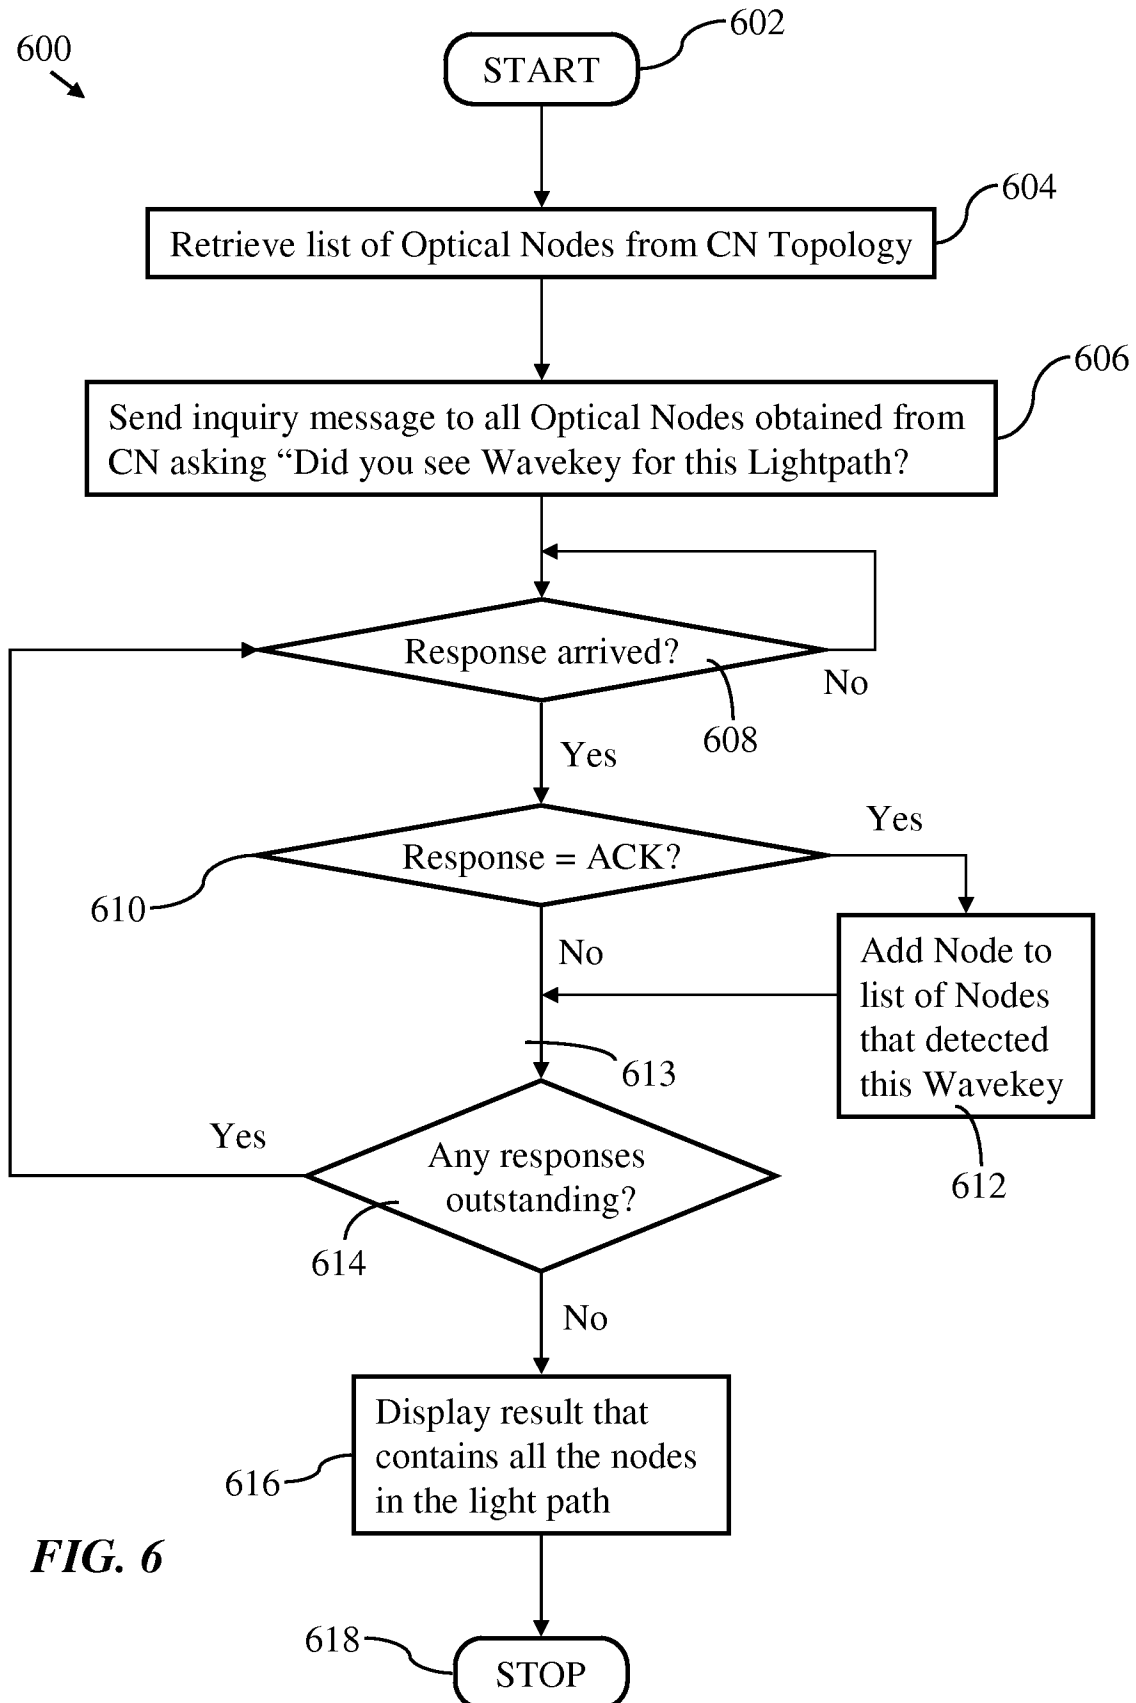 600
602
START
604
Retrieve list of Optical Nodes from CN Topology
606
Send inquiry message to all Optical Nodes obtained from
CN asking “Did you see Wavekey for this Lightpath?
Response arrived?
No
608
Yes
Yes
Response = ACK?
610
No
Add Node to
list of Nodes
that detected
this Wavekey
613
612
Yes
Any responses
outstanding?
614
No
Display result that
contains all the nodes
in the light path
616
FIG. 6
618
STOP